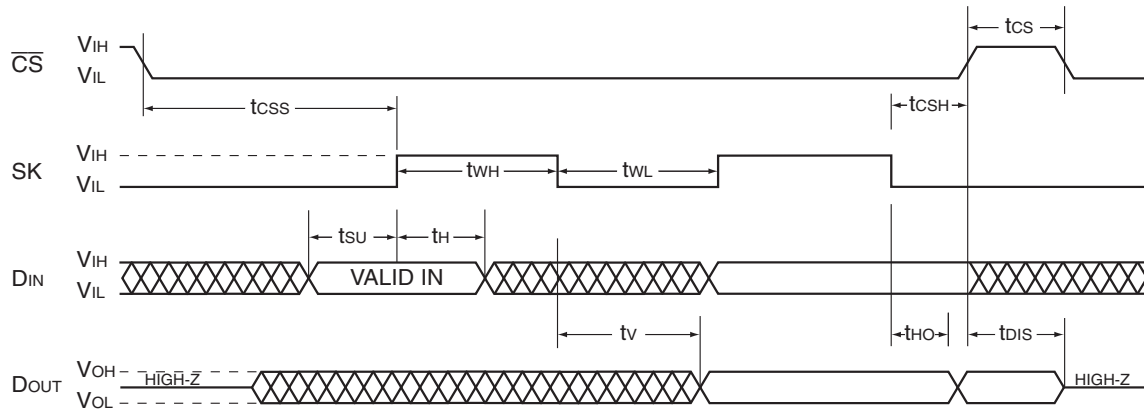 tCS
VIH
CS
VIL
tCSS
tCSH
VIH
SK
tWH
tWL
VIL
tSU
tH
VIH
DIN
VALID IN
VIL
tV
tHO
tDIS
VOH
DOUT
HIGH-Z
HIGH-Z
VOL